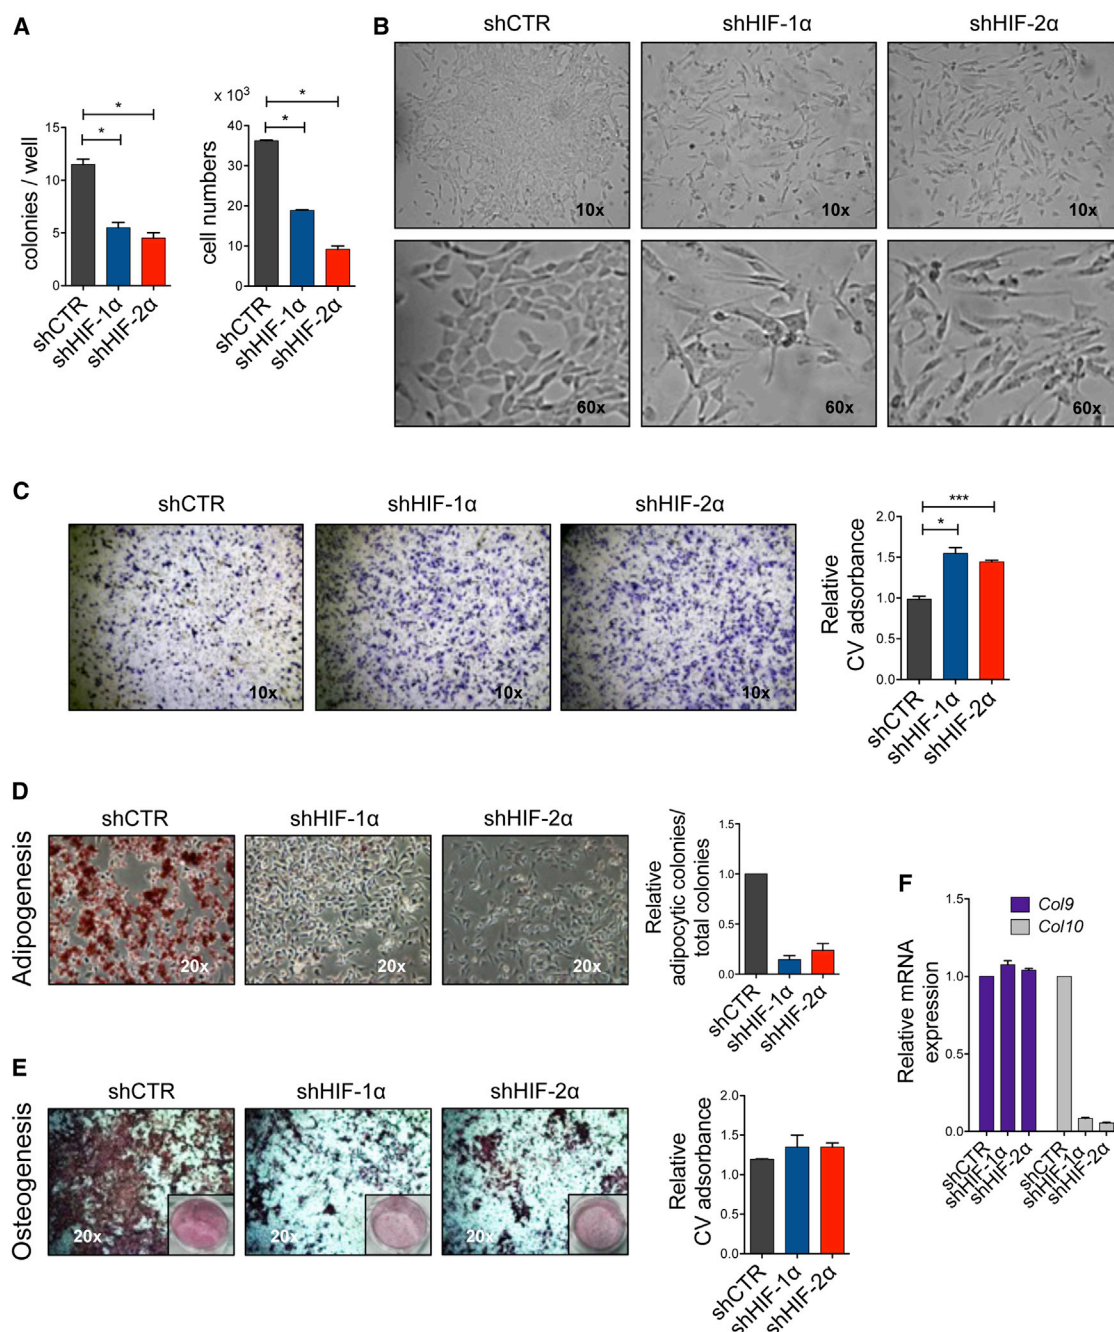 A
colonies / well
15
10
5
0
*
*
shCTR
shHIF-1α
shHIF-2α
x 10³
cell numbers
40
30
20
10
0
*
*
shCTR
shHIF-1α
shHIF-2α
B
shCTR
shHIF-1α
shHIF-2α
10x
10x
10x
60x
60x
60x
C
shCTR
shHIF-1α
shHIF-2α
10x
10x
10x
Relative
CV adsorbance
2.0
1.5
1.0
0.5
0.0
***
*
shCTR
shHIF-1α
shHIF-2α
D
Adipogenesis
shCTR
shHIF-1α
shHIF-2α
20x
20x
20x
Relative
adipocytic colonies/
total colonies
1.5
1.0
0.5
0
shCTR
shHIF-1α
shHIF-2α
E
Osteogenesis
shCTR
shHIF-1α
shHIF-2α
20x
20x
20x
Relative
CV adsorbance
2.0
1.5
1.0
0.5
0.0
shCTR
shHIF-1α
shHIF-2α
F
Col9
Col10
Relative mRNA
expression
1.5
1.0
0.5
0.0
shCTR
shHIF-1α
shHIF-2α
shCTR
shHIF-1α
shHIF-2α